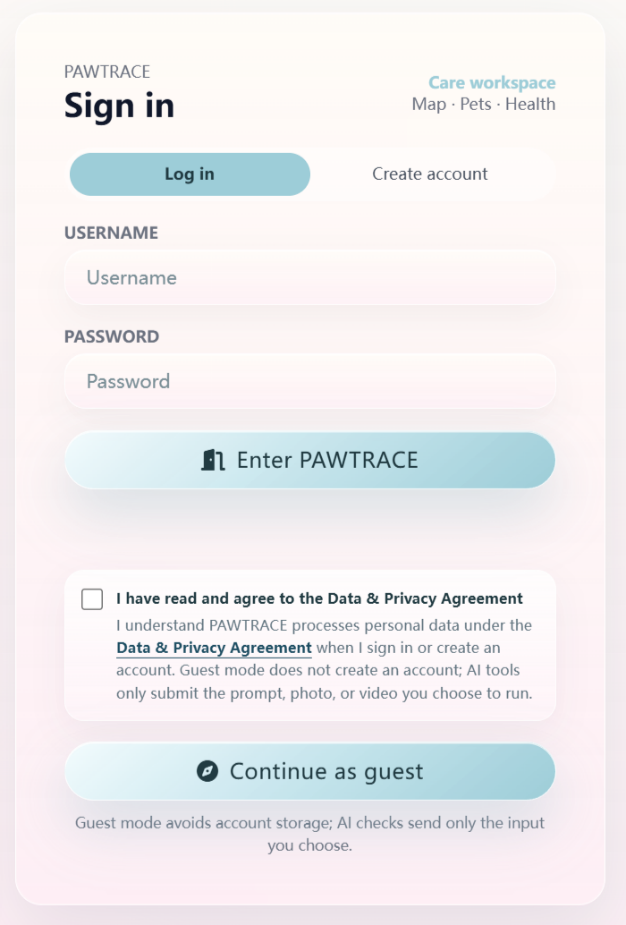 PAWTRACE
Sign in
Care workspace
Map · Pets · Health
Log in
Create account
USERNAME
Username
PASSWORD
Password
Enter PAWTRACE
I have read and agree to the Data & Privacy Agreement
I understand PAWTRACE processes personal data under the
Data & Privacy Agreement when I sign in or create an
account. Guest mode does not create an account; AI tools
only submit the prompt, photo, or video you choose to run.
Continue as guest
Guest mode avoids account storage; AI checks send only the input
you choose.